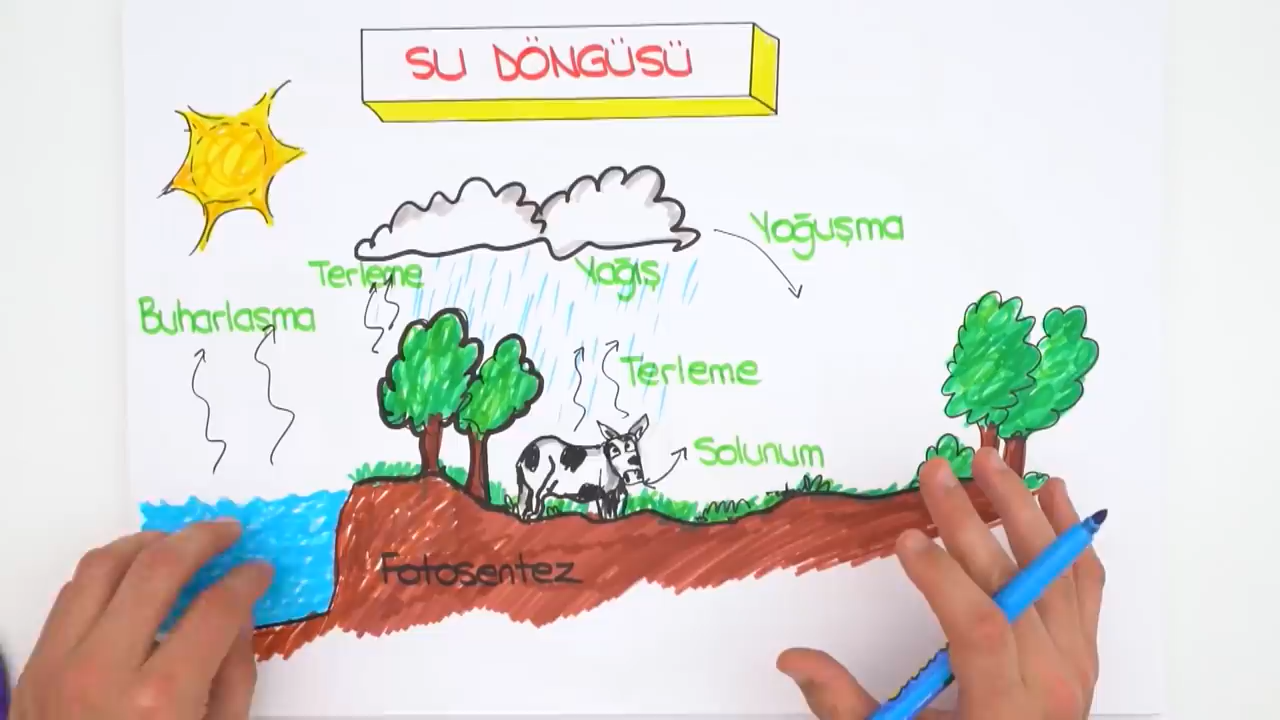 SU DÖNGÜSÜ
Yoğuşma
Terleme
Yağış
Buharlaşma
Terleme
Solunum
Fotosentez